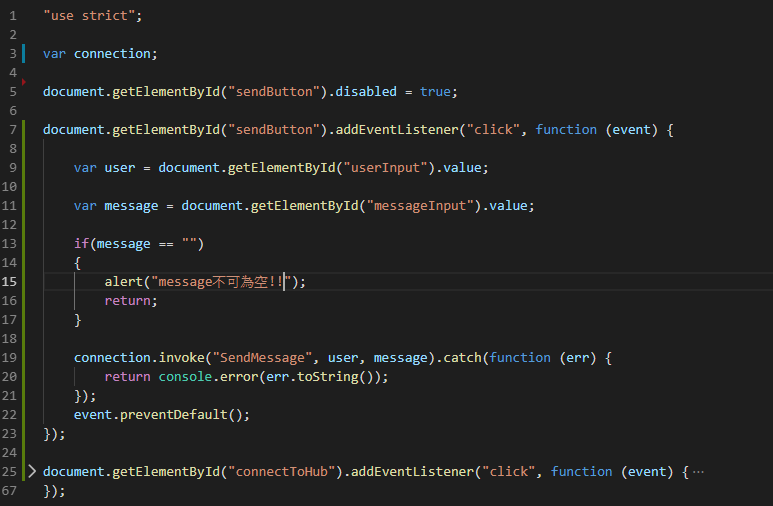 1 "use strict";
2
3 var connection;
4
5 document.getElementById("sendButton").disabled = true;
6
7 document.getElementById("sendButton").addEventListener("click", function (event) {
8
9     var user = document.getElementById("userInput").value;
10
11     var message = document.getElementById("messageInput").value;
12
13     if(message == "")
14     {
15         alert("message不可為空!!");
16         return;
17     }
18
19     connection.invoke("SendMessage", user, message).catch(function (err) {
20         return console.error(err.toString());
21     });
22     event.preventDefault();
23 });
24
25 document.getElementById("connectToHub").addEventListener("click", function (event) {⋯
67 });